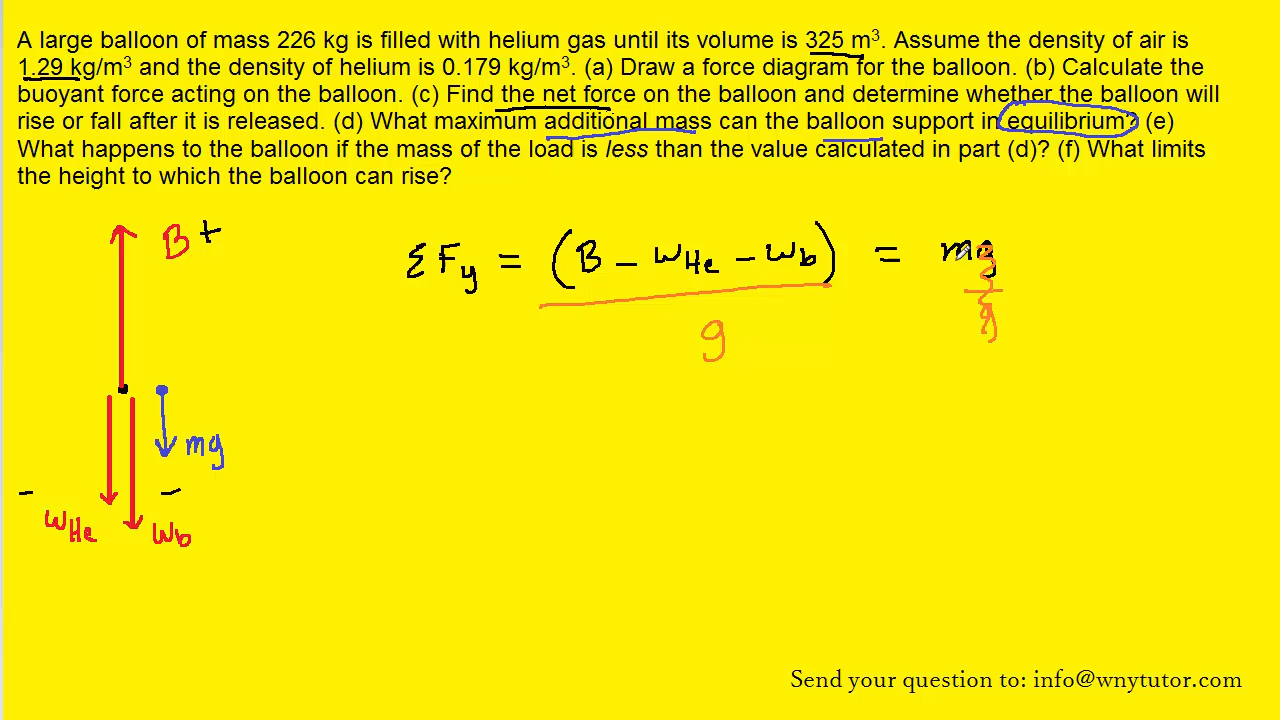 A large balloon of mass 226 kg is filled with helium gas until its volume is 325 m³. Assume the density of air is
1.29 kg/m³ and the density of helium is 0.179 kg/m³. (a) Draw a force diagram for the balloon. (b) Calculate the
buoyant force acting on the balloon. (c) Find the net force on the balloon and determine whether the balloon will
rise or fall after it is released. (d) What maximum additional mass can the balloon support in equilibrium? (e)
What happens to the balloon if the mass of the load is less than the value calculated in part (d)? (f) What limits
the height to which the balloon can rise?
B +
ΣFy = (B - WHe - Wb) = mg
g g
mg
- -
WHe Wb
Send your question to: info@wnytutor.com